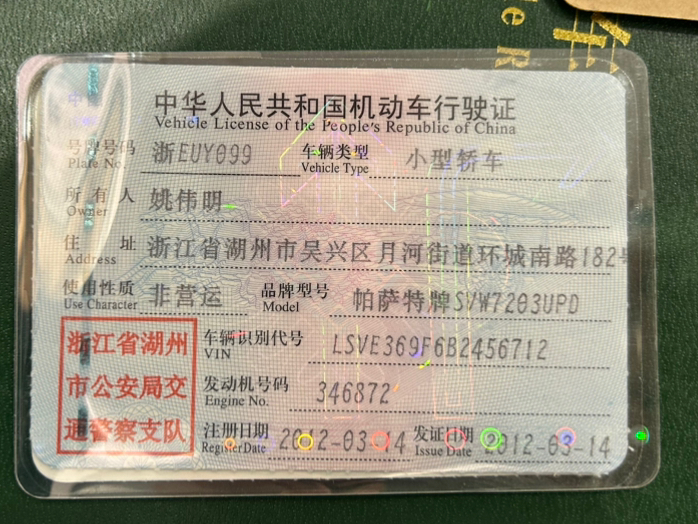 中华人民共和国机动车行驶证
Vehicle License of the People's Republic of China
号牌号码 浙EUY099 车辆类型 小型轿车
Plate No. Vehicle Type
所有人 姚伟明
Owner
住址 浙江省湖州市吴兴区月河街道环城南路182号
Address
使用性质 非营运 品牌型号 帕萨特牌SVW7203UPD
Use Character Model
浙江省湖州
市公安局交
通警察支队
车辆识别代号 LSVE369F6B2456712
VIN
发动机号码 346872
Engine No.
注册日期 2012-03-14 发证日期 2012-03-14
Register Date Issue Date